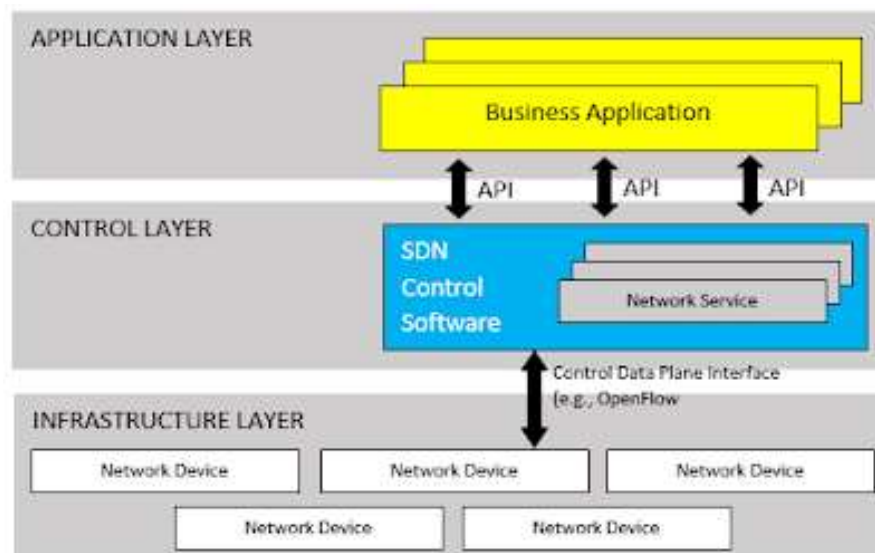 APPLICATION LAYER
Business Application
API
API
API
CONTROL LAYER
SDN
Control
Software
Network Service
Control Data Plane Interface
(e.g., OpenFlow
INFRASTRUCTURE LAYER
Network Device
Network Device
Network Device
Network Device
Network Device